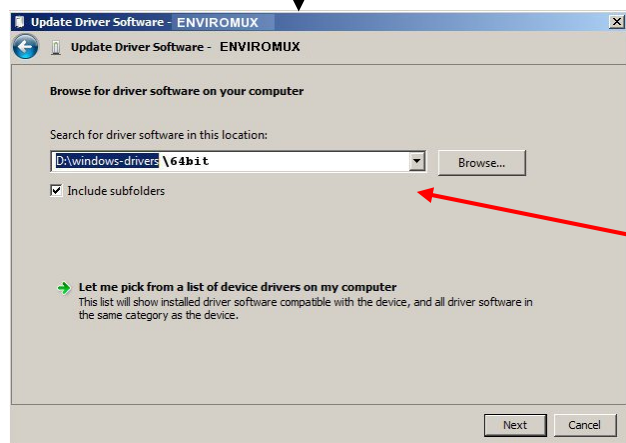 Update Driver Software - ENVIROMUX
Update Driver Software - ENVIROMUX
Browse for driver software on your computer
Search for driver software in this location:
D:\windows-drivers \64bit
Browse...
Include subfolders
Let me pick from a list of device drivers on my computer
This list will show installed driver software compatible with the device, and all driver software in
the same category as the device.
Next Cancel